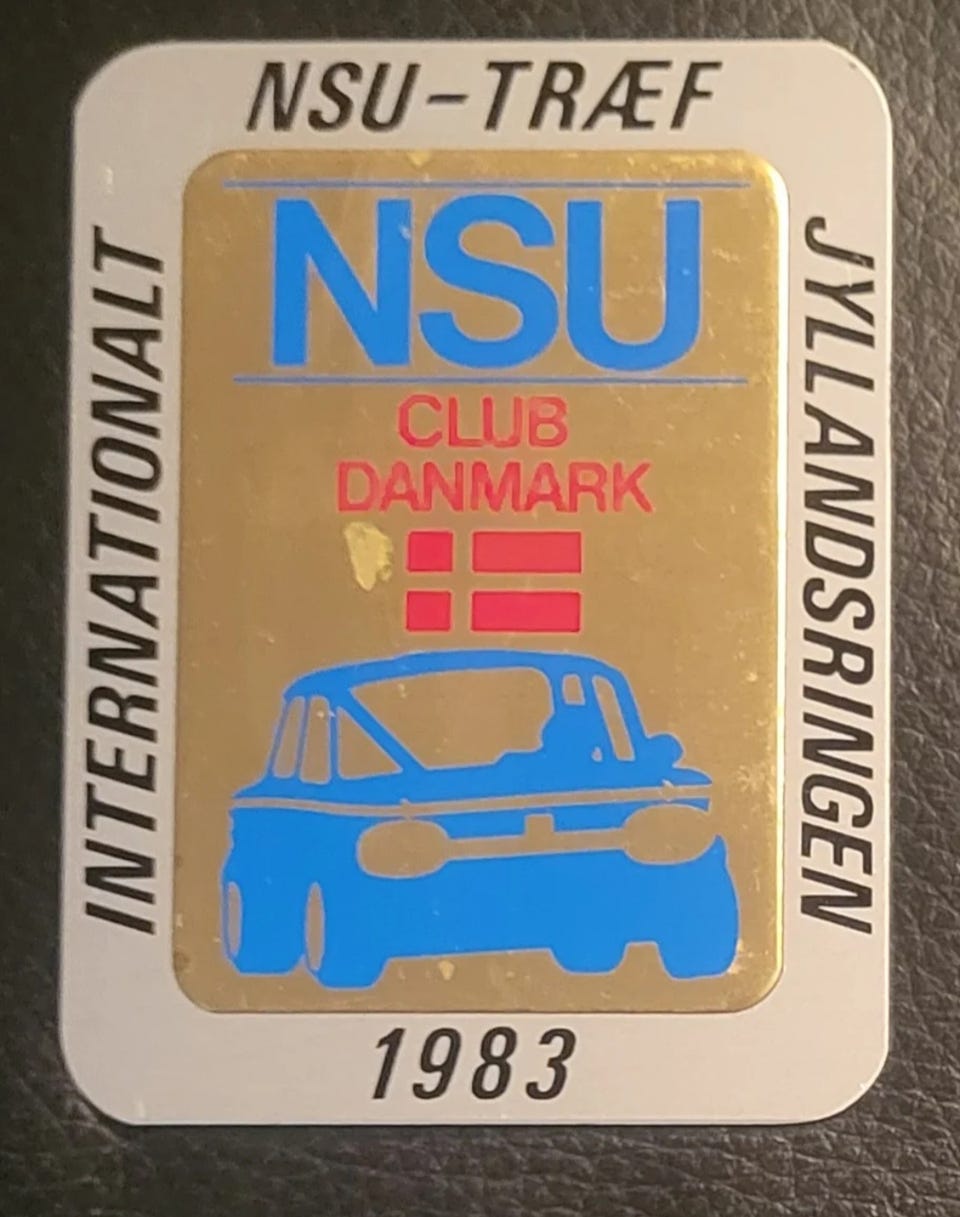 NSU-TRÆF
INTERNATIONALT
NSU
CLUB
DANMARK
JYLLANDSRINGEN
1983